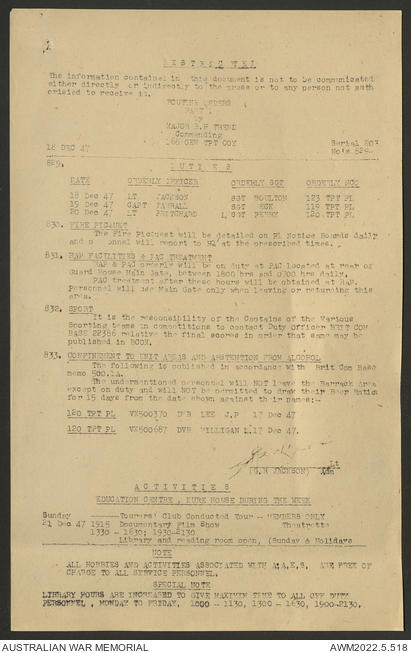 RESTRICTED
The information contained in this document is not to be communicated
either directly or indirectly to the press or to any person not auth
orised to receive it.
ROUTINE ORDERS
PART 1
by
MAJOR
Commanding
166 GEN TPT COY
18 DEC 47
Serial 207
829.
DUTIES
DATE ORDERLY OFFICER ORDERLY SGT ORDERLY NCO
18 Dec 47 LT JACKSON SGT MOULTON 123 TPT PL
19 Dec 47 CAPT FARRALL SGT 119 TPT PL
20 Dec 47 LT PRITCHARD L/SGT PERRY 120 TPT PL
830. FIRE PICQUET
The Fire Picquet will be detailed on Pl Notice Boards daily
and personnel will report to HQ at the prescribed times.
831. RAP FACILITIES & PAC TREATMENT
RAP & PAC orderly will be on duty at PAC located at rear of
Guard House Main Gate, between 1800 hrs and 0700 hrs daily.
PAC treatment after these hours will be obtained at RAP.
Personnel will use Main Gate only when leaving or returning this
area.
832. SPORT
It is the responsibility of the Captains of the Various
Sporting teams in competitions to contact Duty officer BRIT COM
BASE 22386 relative the final scores in order that same may be
published in BCON.
833. CONFINEMENT TO UNIT AREAS AND ABSTENTION FROM ALCOHOL
The following is published in accordance with Brit Com Base
memo 500.1A.
The undermentioned personnel will NOT leave the Barrack Area
except on duty and will NOT be permitted to draw their Beer Ration
for 15 days from the date shown against their names:-
120 TPT PL VX500370 DVR LEE J.P 17 Dec 47
120 TPT PL VX500687 DVR MILLIGAN L. 17 Dec 47.
Lt
(G.H JACKSON) Adm
ACTIVITIES
EDUCATION CENTRE, KURE HOUSE DURING THE WEEK
Sunday Tourers' Club Conducted Tour - MEMBERS ONLY
21 Dec 47 1915 Documentary Film Show Theatrette
1330 - 1630; 1930-2130
Library and reading room open, (Sunday & Holidays
NOTE
ALL HOBBIES AND ACTIVITIES ASSOCIATED WITH A.A.E.S. ARE FREE OF
CHARGE TO ALL SERVICE PERSONNEL.
SPECIAL NOTE
LIBRARY HOURS ARE INCREASED TO GIVE MAXIMUM TIME TO ALL OFF DUTY
PERSONNEL, MONDAY TO FRIDAY, 1000 - 1130, 1300 - 1630, 1900-2130.
AUSTRALIAN WAR MEMORIAL AWM2022.5.518